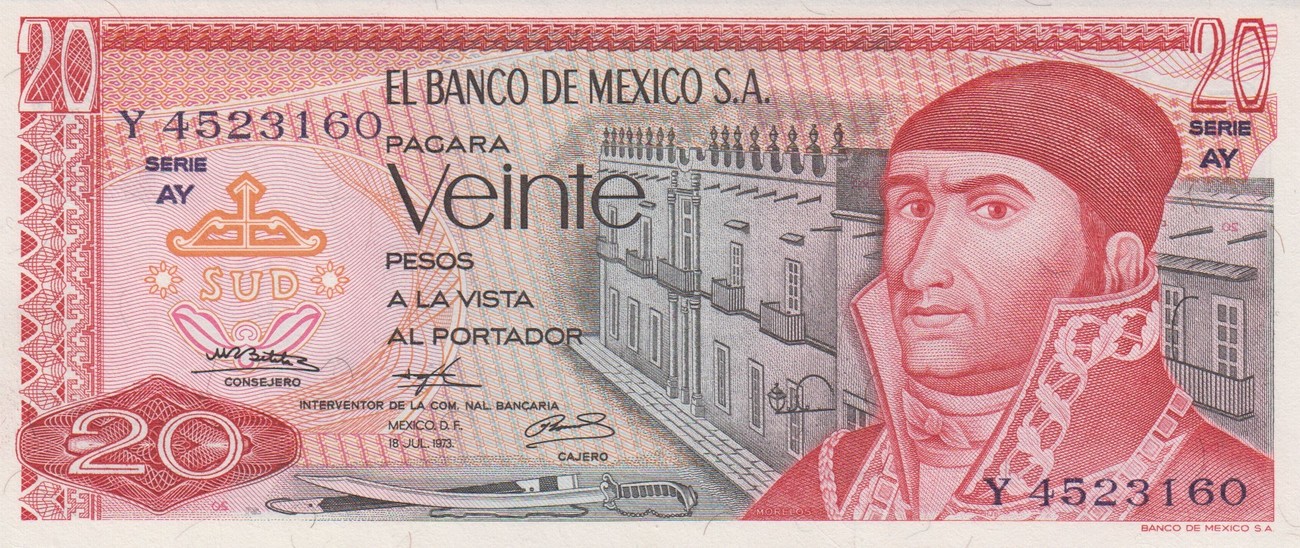 20
20
EL BANCO DE MEXICO S.A.
Y 4523160
PAGARA
SERIE
AY
SERIE
AY
Veinte
SUD
PESOS
A LA VISTA
AL PORTADOR
CONSEJERO
INTERVENTOR DE LA COM. NAL. BANCARIA
MEXICO, D. F.
18 JUL. 1973.
CAJERO
20
Y 4523160
MORELOS
BANCO DE MEXICO S A